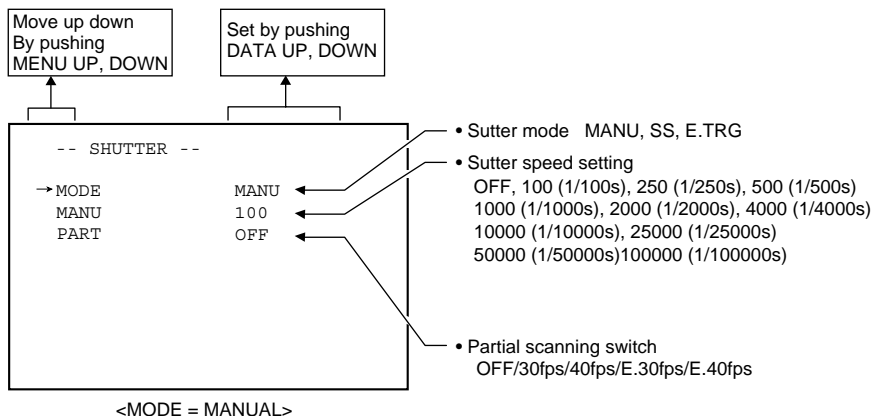 Move up down
By pushing
MENU UP, DOWN
Set by pushing
DATA UP, DOWN
-- SHUTTER --
→MODE MANU
MANU 100
PART OFF
• Sutter mode MANU, SS, E.TRG
• Sutter speed setting
OFF, 100 (1/100s), 250 (1/250s), 500 (1/500s)
1000 (1/1000s), 2000 (1/2000s), 4000 (1/4000s)
10000 (1/10000s), 25000 (1/25000s)
50000 (1/50000s)100000 (1/100000s)
• Partial scanning switch
OFF/30fps/40fps/E.30fps/E.40fps
<MODE = MANUAL>